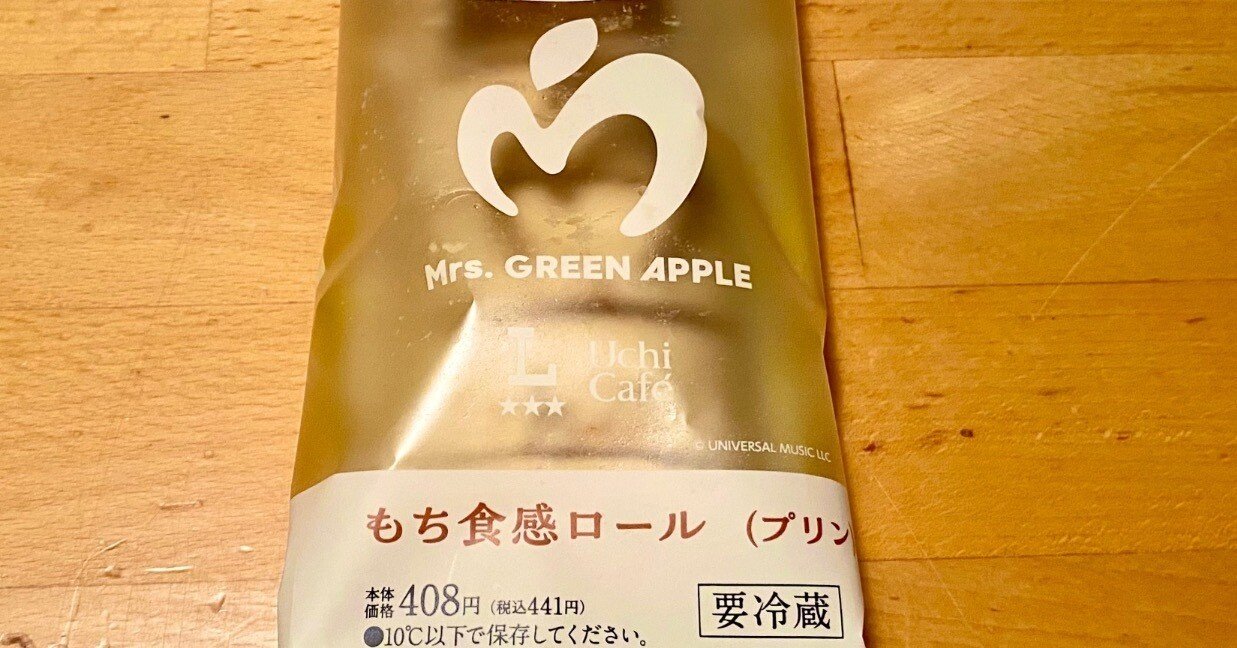 Mrs. GREEN APPLE
L Uchi
Café
© UNIVERSAL MUSIC LLC
もち食感ロール (プリン
本体
価格 408円 (税込441円)
要冷蔵
●10℃以下で保存してください。